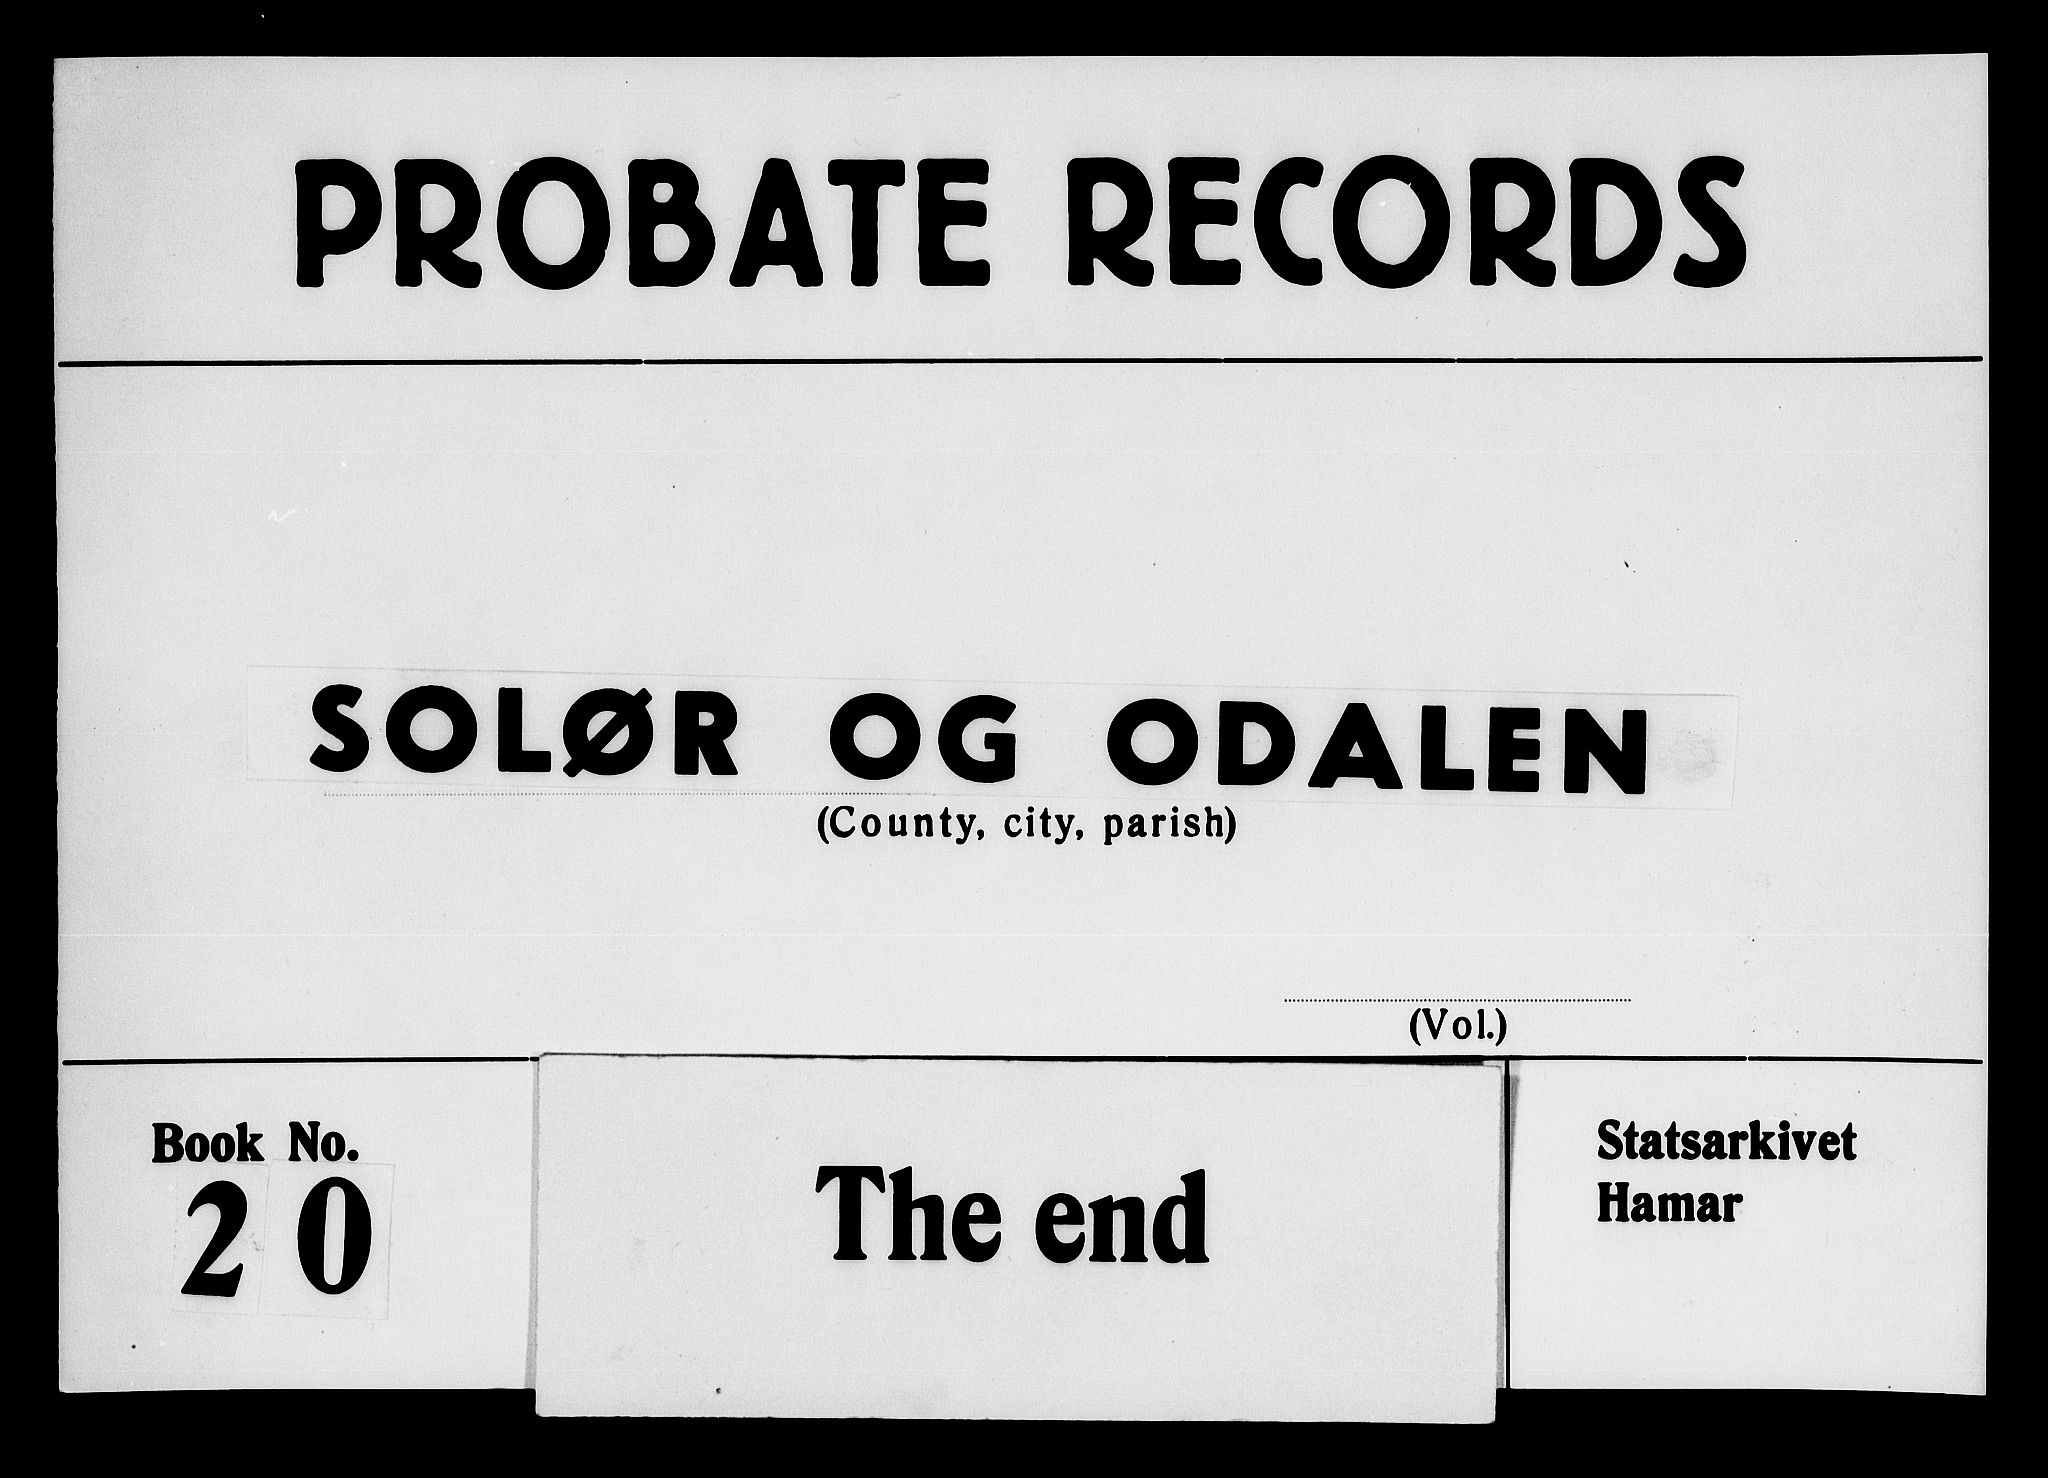 PROBATE RECORDS
SOLØR OG ODALEN
(County, city, parish)
(Vol.)
Book No.
20
The end
Statsarkivet
Hamar